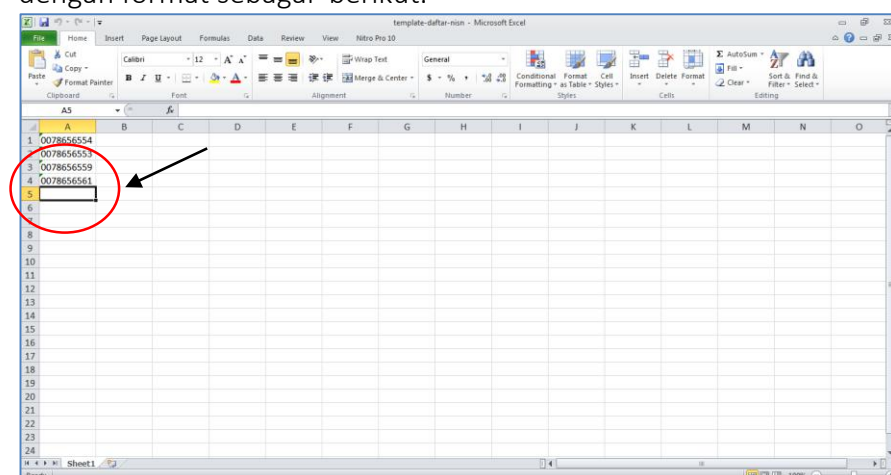 dengan format sebagai berikut:
template-daftar-nisn - Microsoft Excel
File Home Insert Page Layout Formulas Data Review View Nitro Pro 10
Cut Calibri 12 A A Wrap Text General Conditional Formatting Format as Table Cell Styles Insert Delete Format Σ AutoSum Sort & Filter Find & Select
Paste Copy Fill
Format Painter B I U A Merge & Center $ % , Clear
Clipboard Font Alignment Number Styles Cells Editing
A5 fx
A B C D E F G H I J K L M N O
1 0078656554
2 0078656553
3 0078656559
4 0078656561
5
6
7
8
9
10
11
12
13
14
15
16
17
18
19
20
21
22
23
24
Sheet1